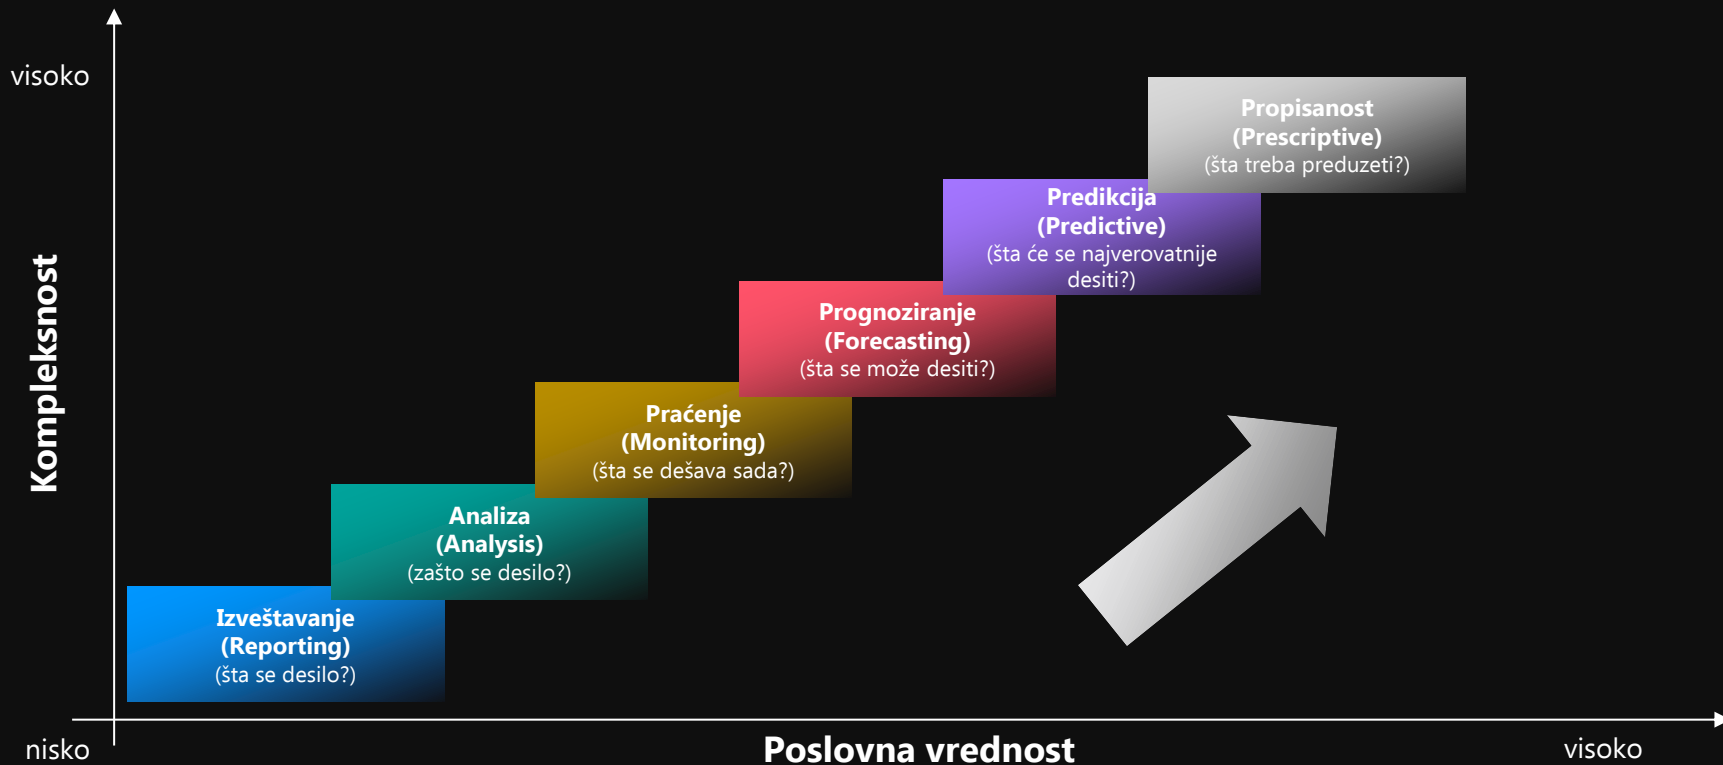 visoko
Propisanost
(Prescriptive)
(šta treba preduzeti?)
Predikcija
(Predictive)
(šta će se najverovatnije
desiti?)
Prognoziranje
(Forecasting)
(šta se može desiti?)
Praćenje
(Monitoring)
(šta se dešava sada?)
Analiza
(Analysis)
(zašto se desilo?)
Izveštavanje
(Reporting)
(šta se desilo?)
Kompleksnost
nisko
Poslovna vrednost
visoko